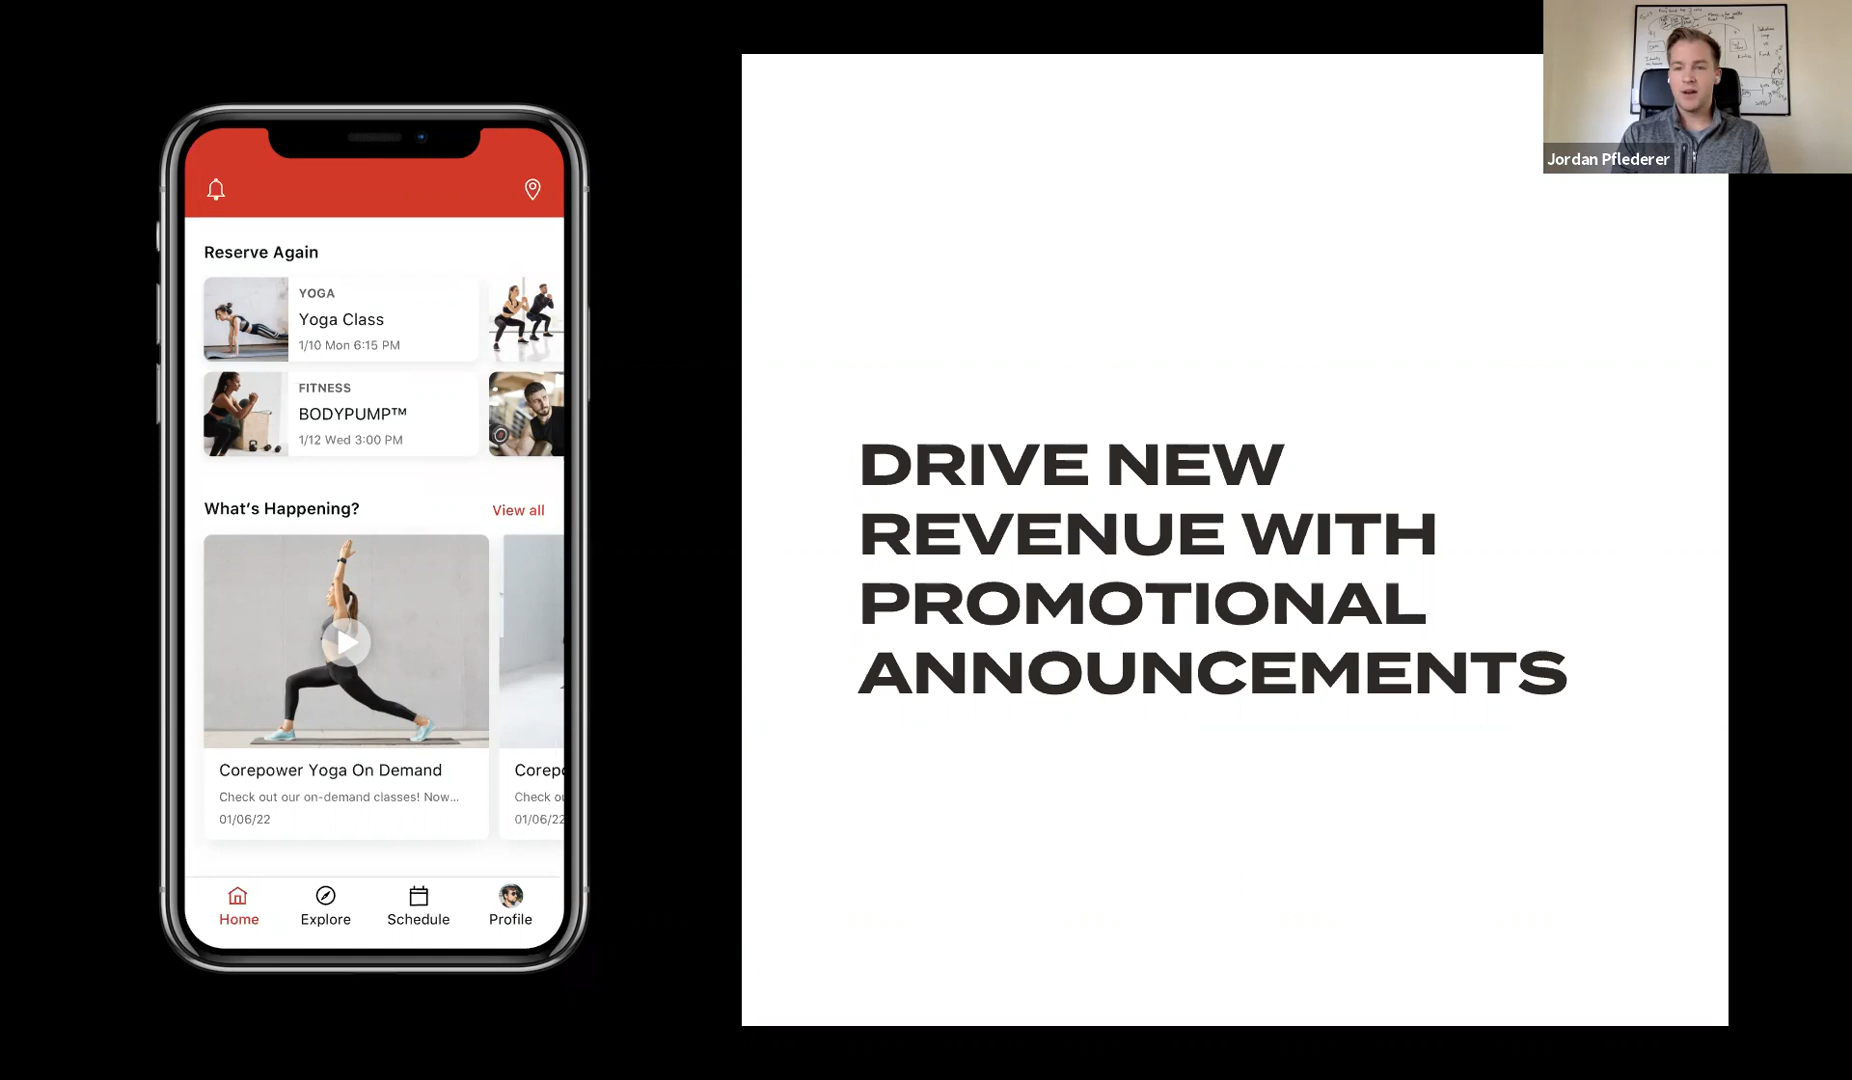 Jordan Pflederer
Reserve Again
YOGA
Yoga Class
1/10 Mon 6:15 PM
FITNESS
BODYPUMP™
1/12 Wed 3:00 PM
What's Happening?
View all
Corepower Yoga On Demand
Check out our on-demand classes! Now...
01/06/22
Corep
Check ou
01/06/22
Home
Explore
Schedule
Profile
DRIVE NEW
REVENUE WITH
PROMOTIONAL
ANNOUNCEMENTS